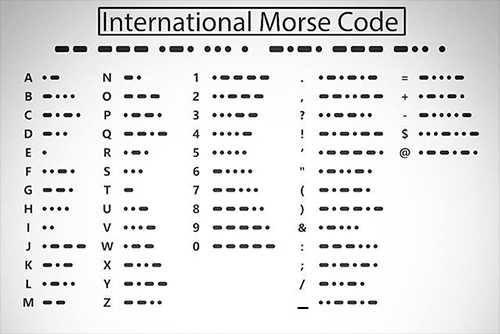 International Morse Code
A N 1 . =
B O 2 , +
C P 3 ? -
D Q 4 ! $
E R 5 ‘ @
F S 6 "
G T 7 (
H U 8 )
I V 9 &
J W 0 :
K X ;
L Y /
M Z _